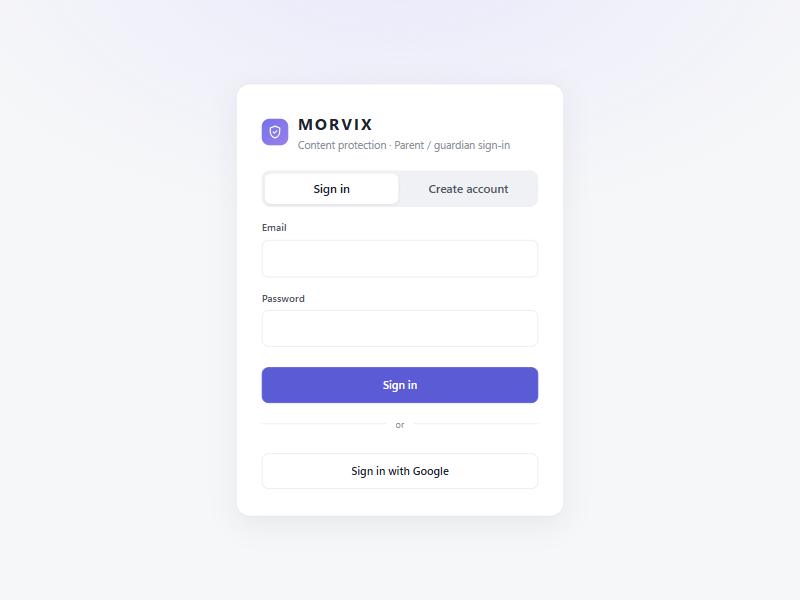 MORVIX
Content protection · Parent / guardian sign-in
Sign in
Create account
Email
Password
Sign in
or
Sign in with Google